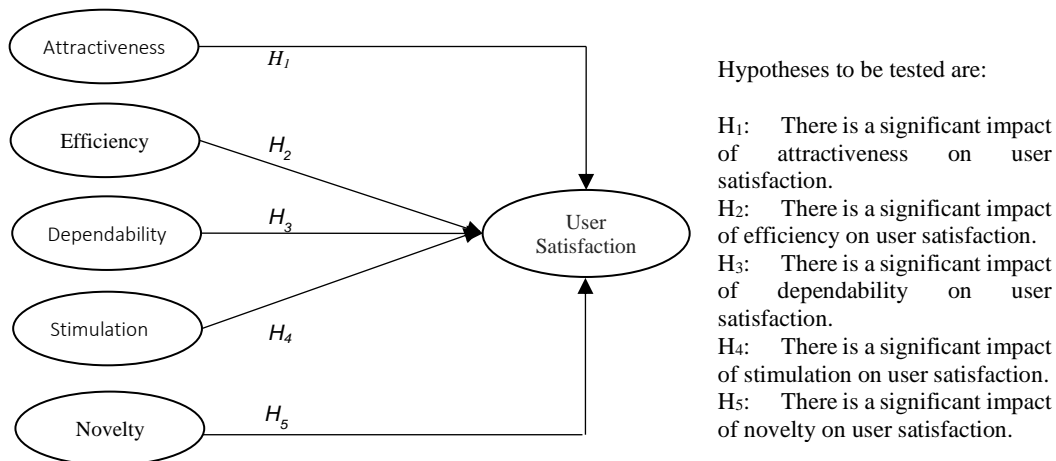 Attractiveness
H1
Efficiency
H2
Dependability
H3
Stimulation
H4
Novelty
H5
User
Satisfaction
Hypotheses to be tested are:
H1: There is a significant impact
of attractiveness on user
satisfaction.
H2: There is a significant impact
of efficiency on user satisfaction.
H3: There is a significant impact
of dependability on user
satisfaction.
H4: There is a significant impact
of stimulation on user satisfaction.
H5: There is a significant impact
of novelty on user satisfaction.